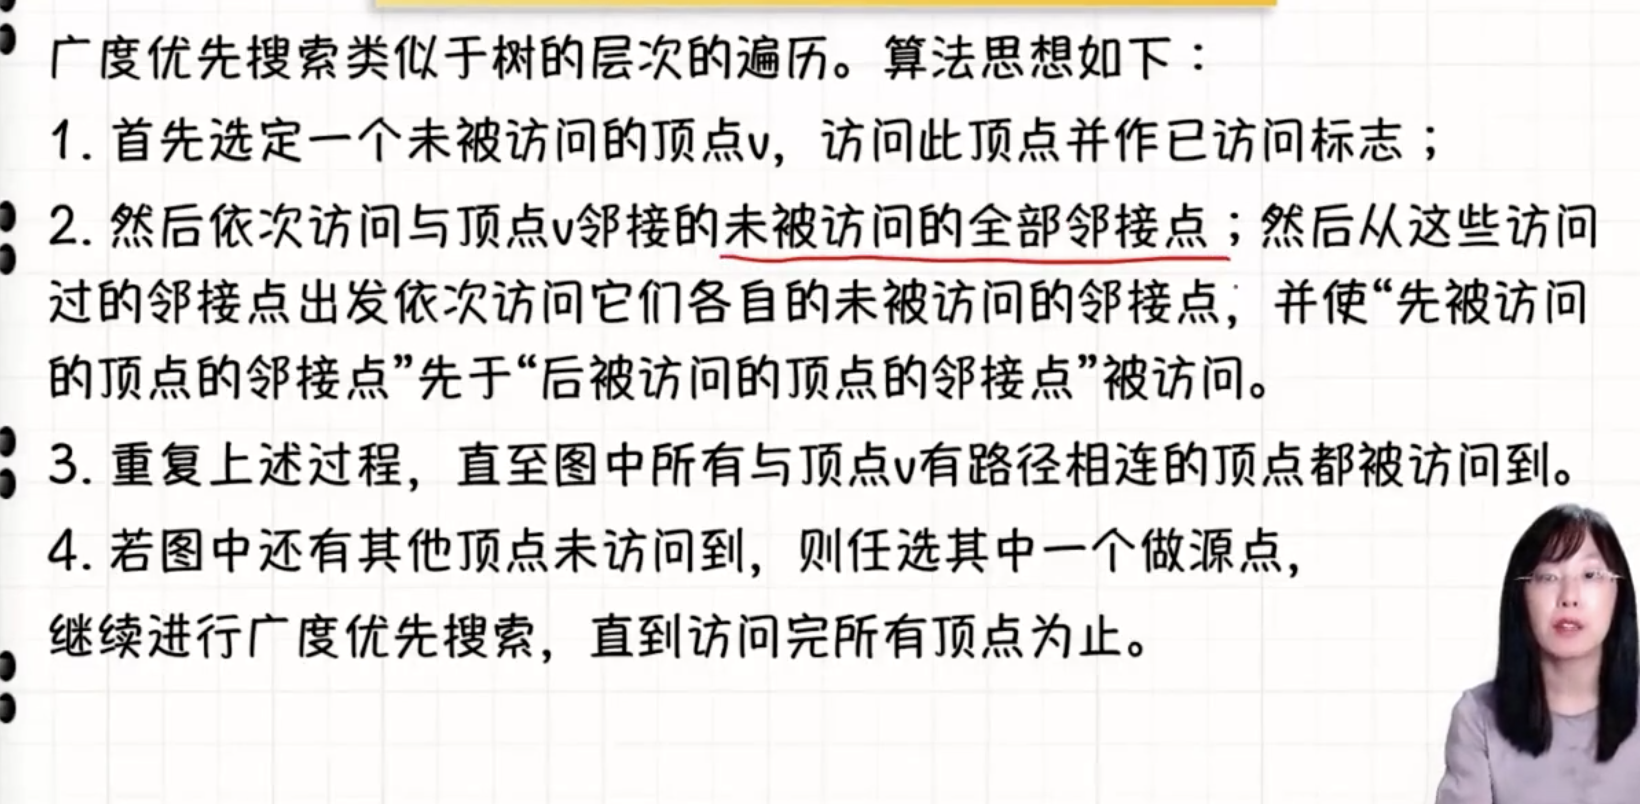 广度优先搜索类似于树的层次的遍历。算法思想如下：
1. 首先选定一个未被访问的顶点v，访问此顶点并作已访问标志；
2. 然后依次访问与顶点v邻接的未被访问的全部邻接点；然后从这些访问
过的邻接点出发依次访问它们各自的未被访问的邻接点；并使“先被访问
的顶点的邻接点”先于“后被访问的顶点的邻接点”被访问。
3. 重复上述过程，直至图中所有与顶点v有路径相连的顶点都被访问到。
4. 若图中还有其他顶点未访问到，则任选其中一个做源点，
继续进行广度优先搜索，直到访问完所有顶点为止。